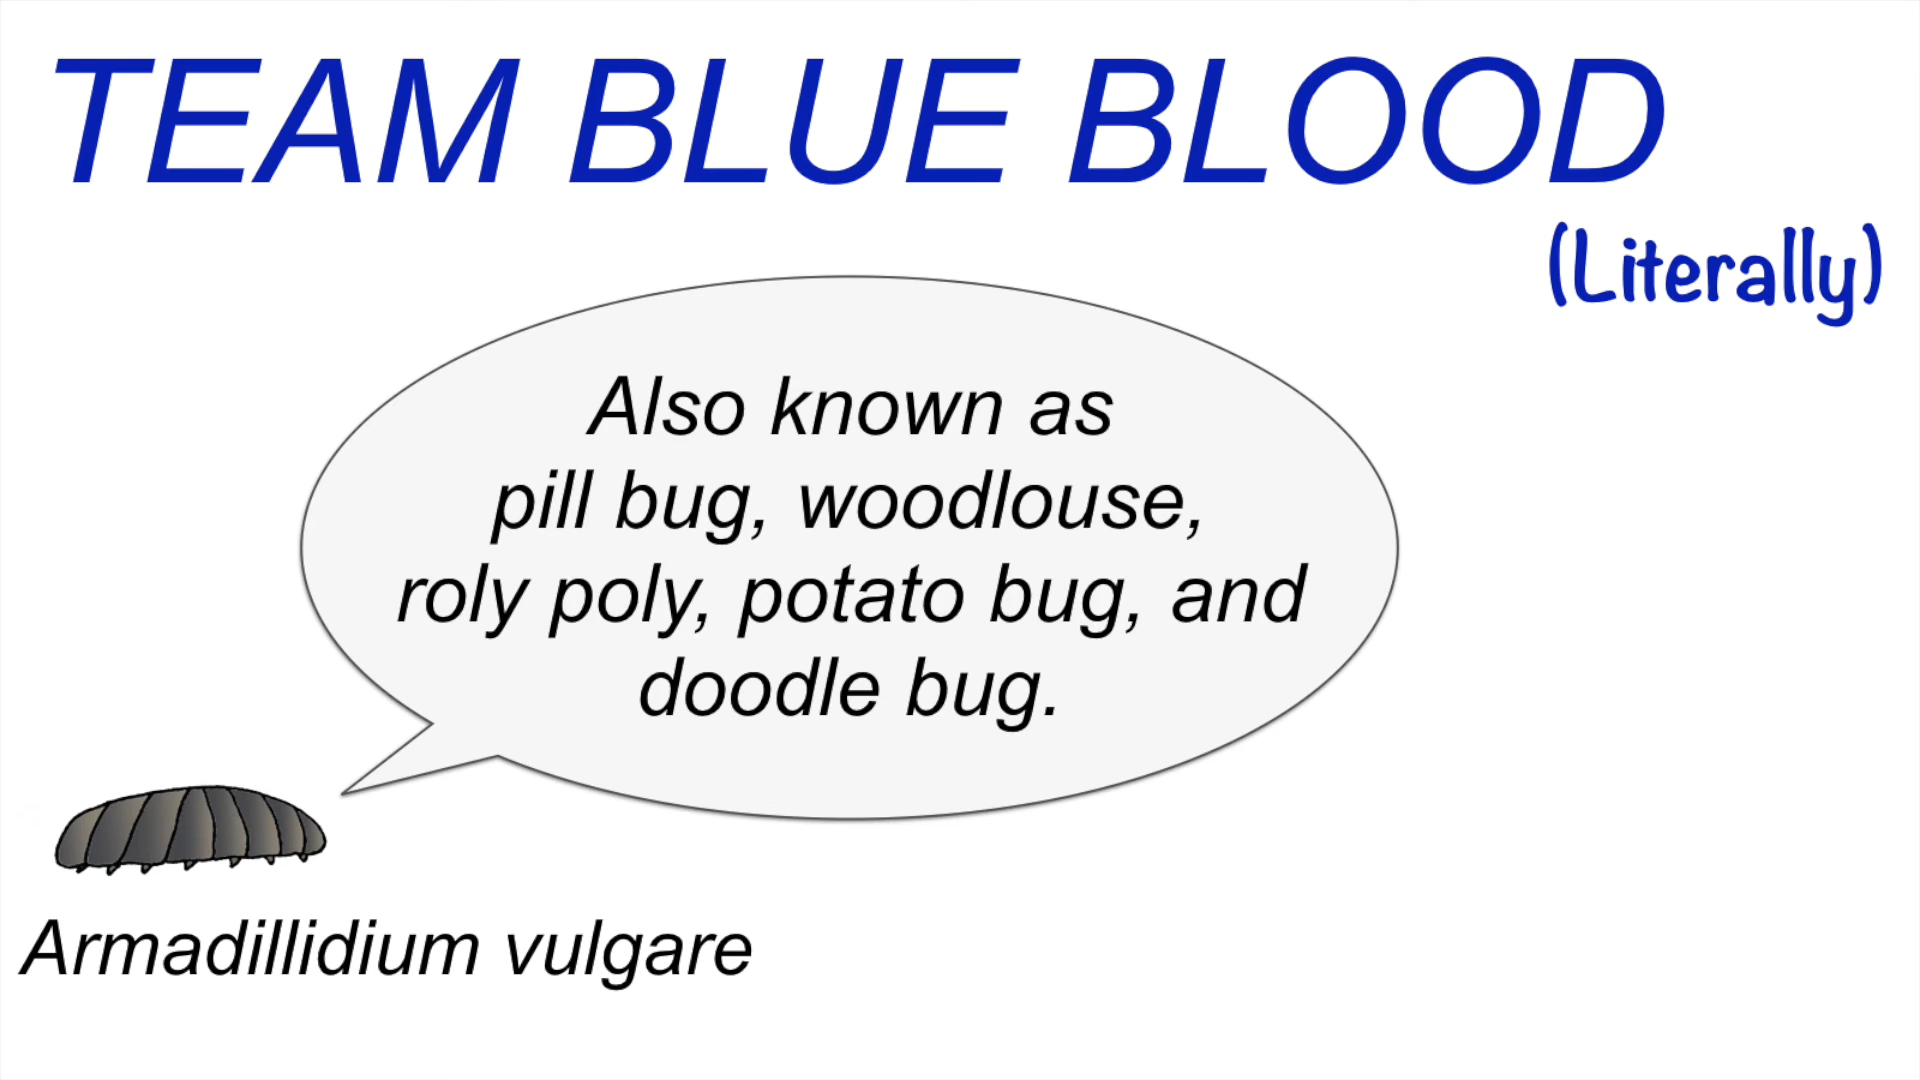 TEAM BLUE BLOOD
(Literally)
Also known as
pill bug, woodlouse,
roly poly, potato bug, and
doodle bug.
Armadillidium vulgare